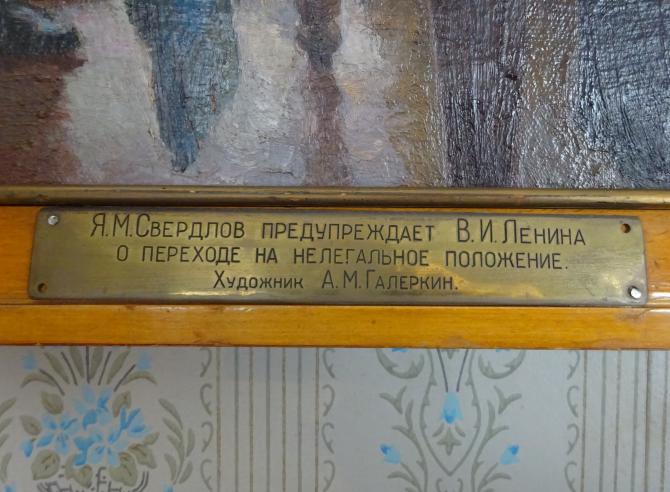 Я.М.Свердлов предупреждает В.И.Ленина
о переходе на нелегальное положение.
Художник А.М.Галеркин.